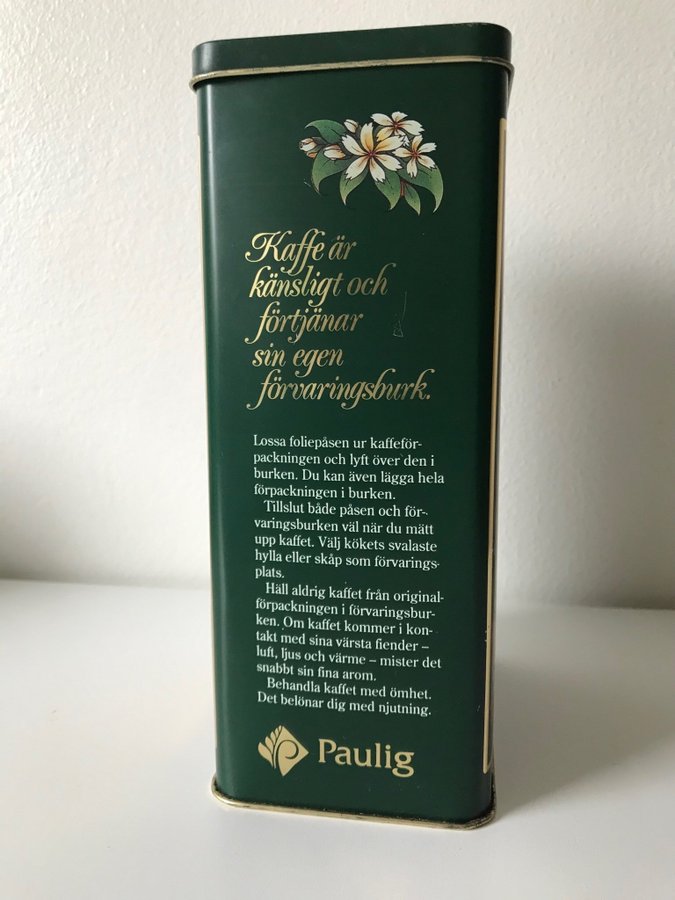 Kaffe är
känsligt och
förtjänar
sin egen
förvaringsburk.
Lossa foliepåsen ur kaffeför-
packningen och lyft över den i
burken. Du kan även lägga hela
förpackningen i burken.
Tillslut både påsen och för-
varingsburken väl när du mätt
upp kaffet. Välj kökets svalaste
hylla eller skåp som förvarings-
plats.
Häll aldrig kaffet från original-
förpackningen i förvaringsbur-
ken. Om kaffet kommer i kon-
takt med sina värsta fiender –
luft, ljus och värme – mister det
snabbt sin fina arom.
Behandla kaffet med ömhet.
Det belönar dig med njutning.
Paulig